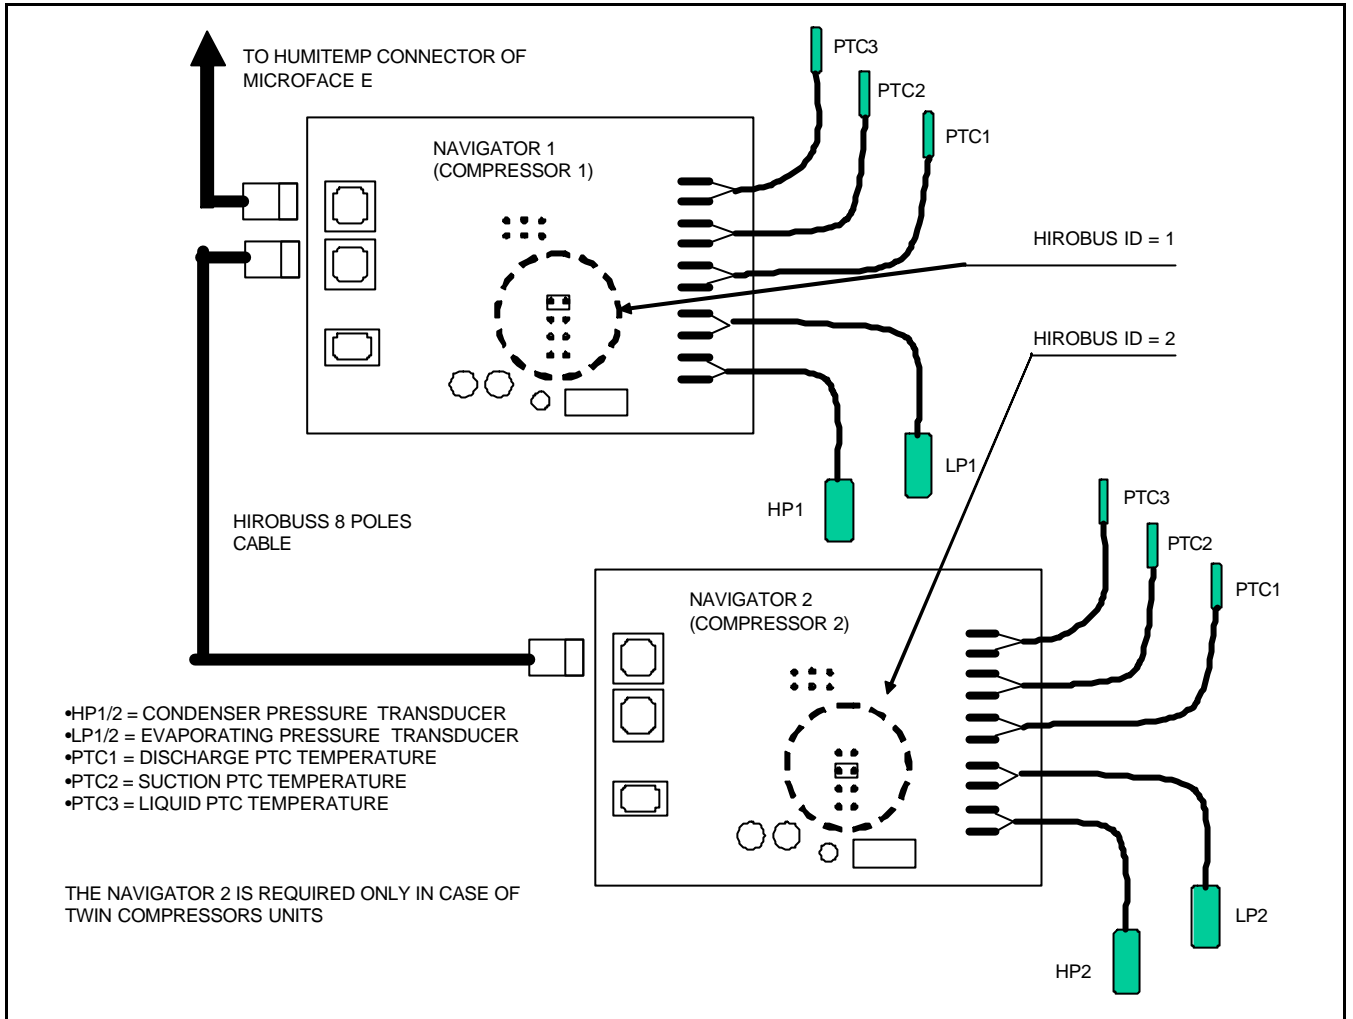 TO HUMITEMP CONNECTOR OF
MICROFACE E
PTC3
PTC2
PTC1
NAVIGATOR 1
(COMPRESSOR 1)
HIROBUS ID = 1
HIROBUS ID = 2
LP1
HP1
HIROBUSS 8 POLES
CABLE
PTC3
PTC2
PTC1
NAVIGATOR 2
(COMPRESSOR 2)
•HP1/2 = CONDENSER PRESSURE TRANSDUCER
•LP1/2 = EVAPORATING PRESSURE TRANSDUCER
•PTC1 = DISCHARGE PTC TEMPERATURE
•PTC2 = SUCTION PTC TEMPERATURE
•PTC3 = LIQUID PTC TEMPERATURE
THE NAVIGATOR 2 IS REQUIRED ONLY IN CASE OF
TWIN COMPRESSORS UNITS
LP2
HP2